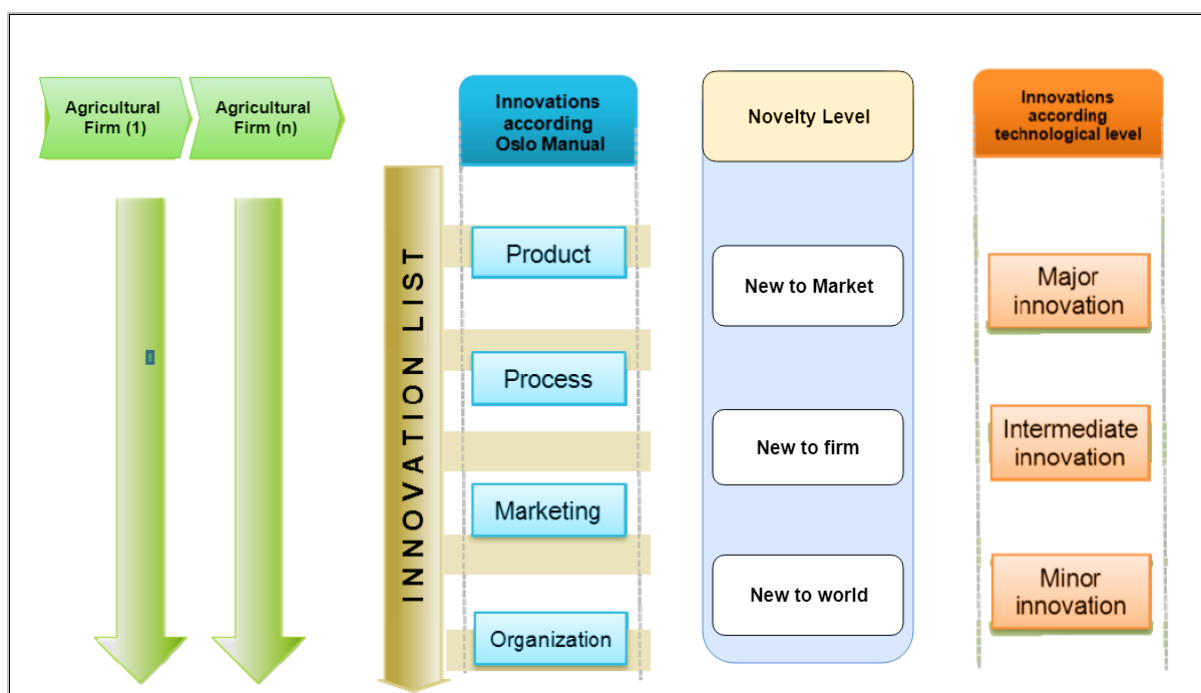 Agricultural
Firm (1)
Agricultural
Firm (n)
INNOVATION LIST
Innovations
according
Oslo Manual
Product
Process
Marketing
Organization
Novelty Level
New to Market
New to firm
New to world
Innovations
according
technological level
Major
innovation
Intermediate
innovation
Minor
innovation